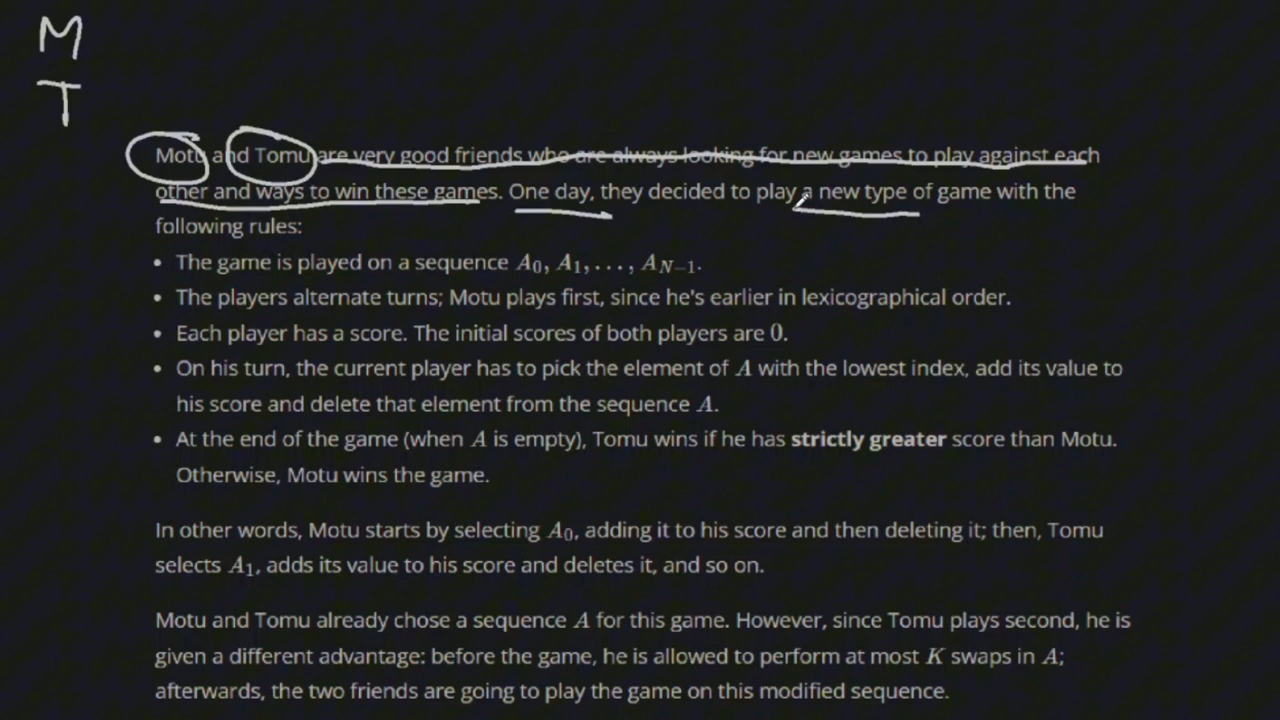 M
T
Motu and Tomu are very good friends who are always looking for new games to play against each
other and ways to win these games. One day, they decided to play a new type of game with the
following rules:
• The game is played on a sequence A₀, A₁, . . . , A_{N−1}.
• The players alternate turns; Motu plays first, since he's earlier in lexicographical order.
• Each player has a score. The initial scores of both players are 0.
• On his turn, the current player has to pick the element of A with the lowest index, add its value to
his score and delete that element from the sequence A.
• At the end of the game (when A is empty), Tomu wins if he has strictly greater score than Motu.
Otherwise, Motu wins the game.
In other words, Motu starts by selecting A₀, adding it to his score and then deleting it; then, Tomu
selects A₁, adds its value to his score and deletes it, and so on.
Motu and Tomu already chose a sequence A for this game. However, since Tomu plays second, he is
given a different advantage: before the game, he is allowed to perform at most K swaps in A;
afterwards, the two friends are going to play the game on this modified sequence.